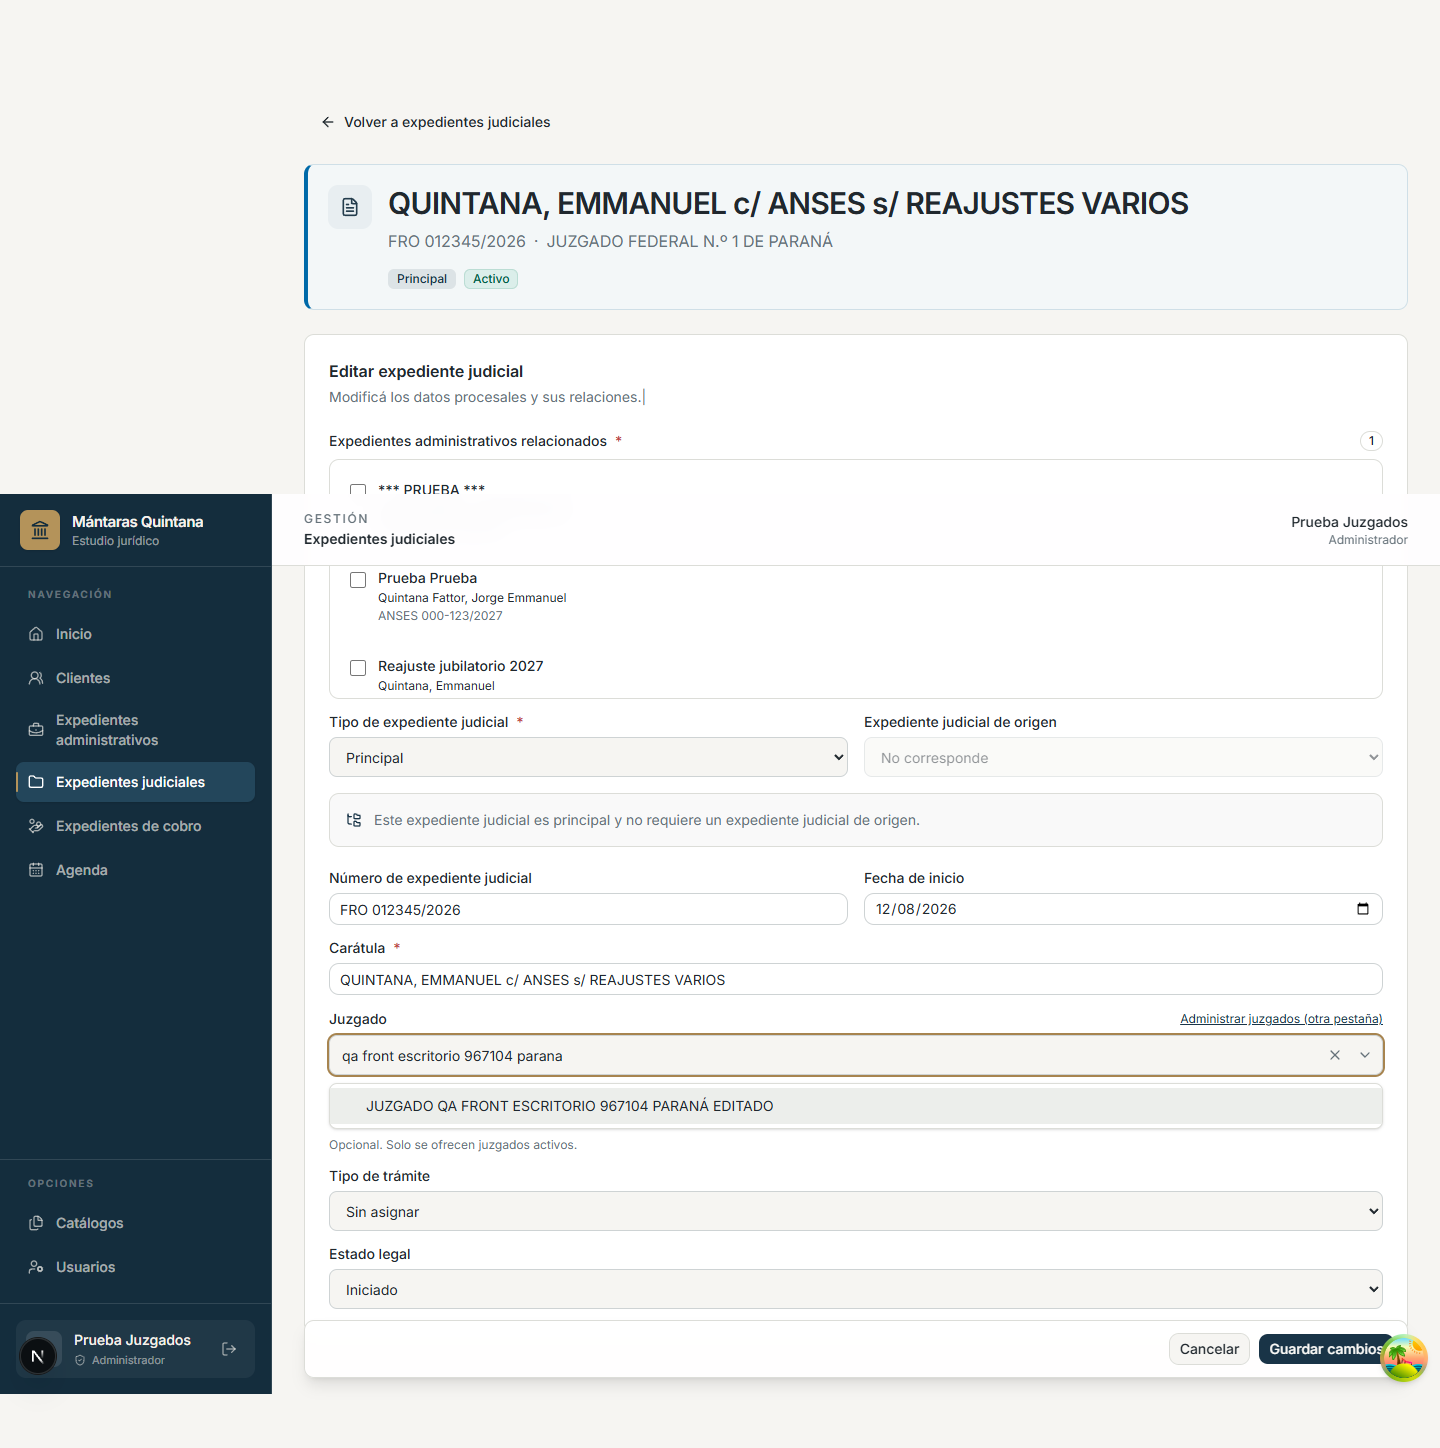 Volver a expedientes judiciales
QUINTANA, EMMANUEL c/ ANSES s/ REAJUSTES VARIOS
FRO 012345/2026 · JUZGADO FEDERAL N.º 1 DE PARANÁ
Principal Activo
Editar expediente judicial
Modificá los datos procesales y sus relaciones.
Expedientes administrativos relacionados * 1
*** PRUEBA ***
Mántaras Quintana
Estudio jurídico
GESTIÓN
Expedientes judiciales
Prueba Juzgados
Administrador
NAVEGACIÓN
Inicio
Clientes
Expedientes
administrativos
Expedientes judiciales
Expedientes de cobro
Agenda
OPCIONES
Catálogos
Usuarios
N
Prueba Juzgados
Administrador
Prueba Prueba
Quintana Fattor, Jorge Emmanuel
ANSES 000-123/2027
Reajuste jubilatorio 2027
Quintana, Emmanuel
Tipo de expediente judicial *
Principal
Expediente judicial de origen
No corresponde
Este expediente judicial es principal y no requiere un expediente judicial de origen.
Número de expediente judicial
FRO 012345/2026
Fecha de inicio
12/08/2026
Carátula *
QUINTANA, EMMANUEL c/ ANSES s/ REAJUSTES VARIOS
Juzgado
Administrar juzgados (otra pestaña)
qa front escritorio 967104 parana
JUZGADO QA FRONT ESCRITORIO 967104 PARANÁ EDITADO
Opcional. Solo se ofrecen juzgados activos.
Tipo de trámite
Sin asignar
Estado legal
Iniciado
Cancelar
Guardar cambios